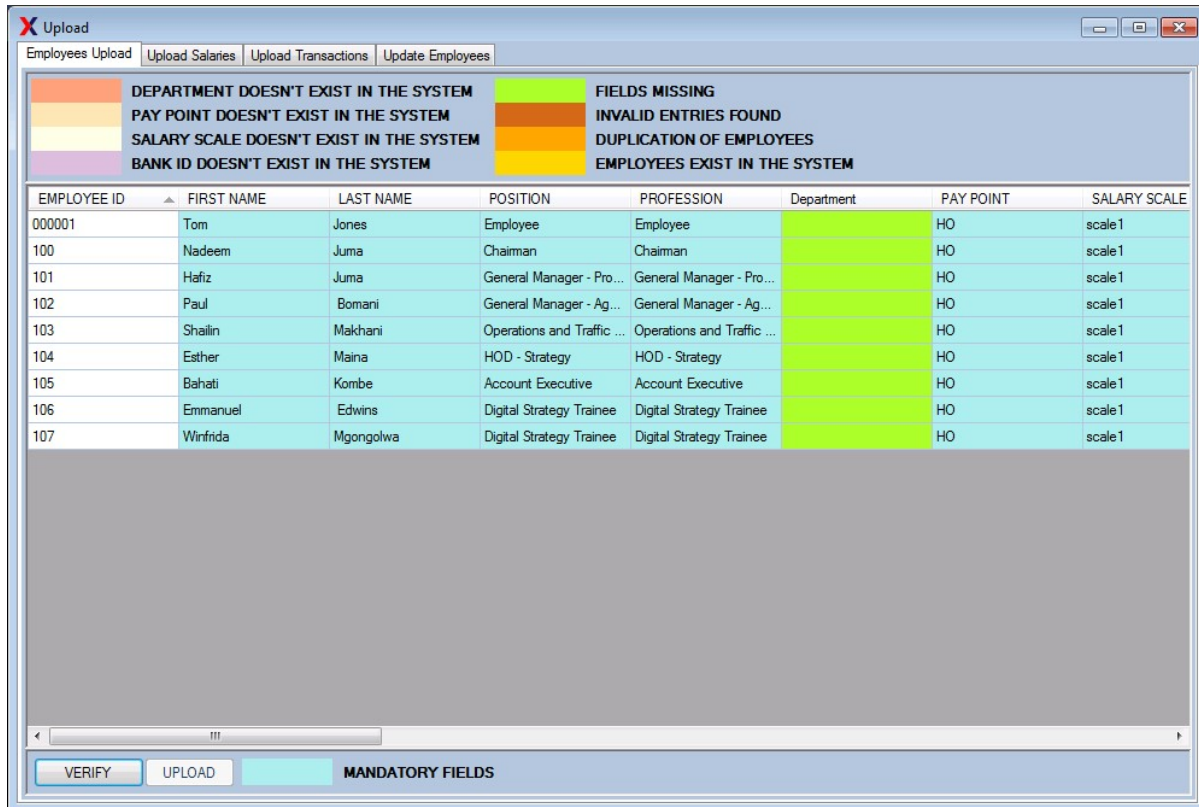 Upload
Employees Upload Upload Salaries Upload Transactions Update Employees
DEPARTMENT DOESN'T EXIST IN THE SYSTEM FIELDS MISSING
PAY POINT DOESN'T EXIST IN THE SYSTEM INVALID ENTRIES FOUND
SALARY SCALE DOESN'T EXIST IN THE SYSTEM DUPLICATION OF EMPLOYEES
BANK ID DOESN'T EXIST IN THE SYSTEM EMPLOYEES EXIST IN THE SYSTEM
EMPLOYEE ID FIRST NAME LAST NAME POSITION PROFESSION Department PAY POINT SALARY SCALE
000001 Tom Jones Employee Employee HO scale1
100 Nadeem Juma Chairman Chairman HO scale1
101 Hafiz Juma General Manager - Pro... General Manager - Pro... HO scale1
102 Paul Bomani General Manager - Ag... General Manager - Ag... HO scale1
103 Shailin Makhani Operations and Traffic ... Operations and Traffic ... HO scale1
104 Esther Maina HOD - Strategy HOD - Strategy HO scale1
105 Bahati Kombe Account Executive Account Executive HO scale1
106 Emmanuel Edwins Digital Strategy Trainee Digital Strategy Trainee HO scale1
107 Winfrida Mgongolwa Digital Strategy Trainee Digital Strategy Trainee HO scale1
VERIFY UPLOAD MANDATORY FIELDS